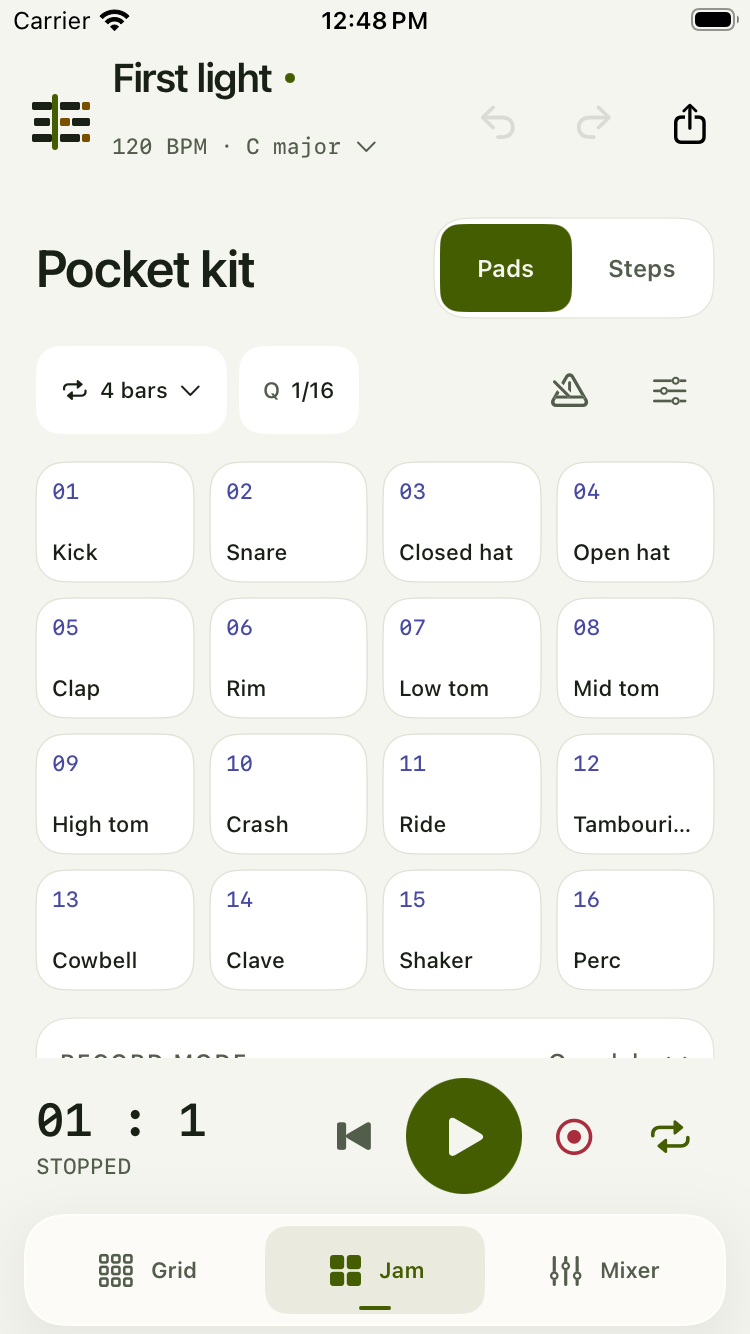 Carrier 12:48 PM
First light
120 BPM · C major
Pocket kit
Pads Steps
4 bars Q 1/16
01 02 03 04
Kick Snare Closed hat Open hat
05 06 07 08
Clap Rim Low tom Mid tom
09 10 11 12
High tom Crash Ride Tambouri...
13 14 15 16
Cowbell Clave Shaker Perc
RECORD MODE
01 : 1
STOPPED
Grid Jam Mixer